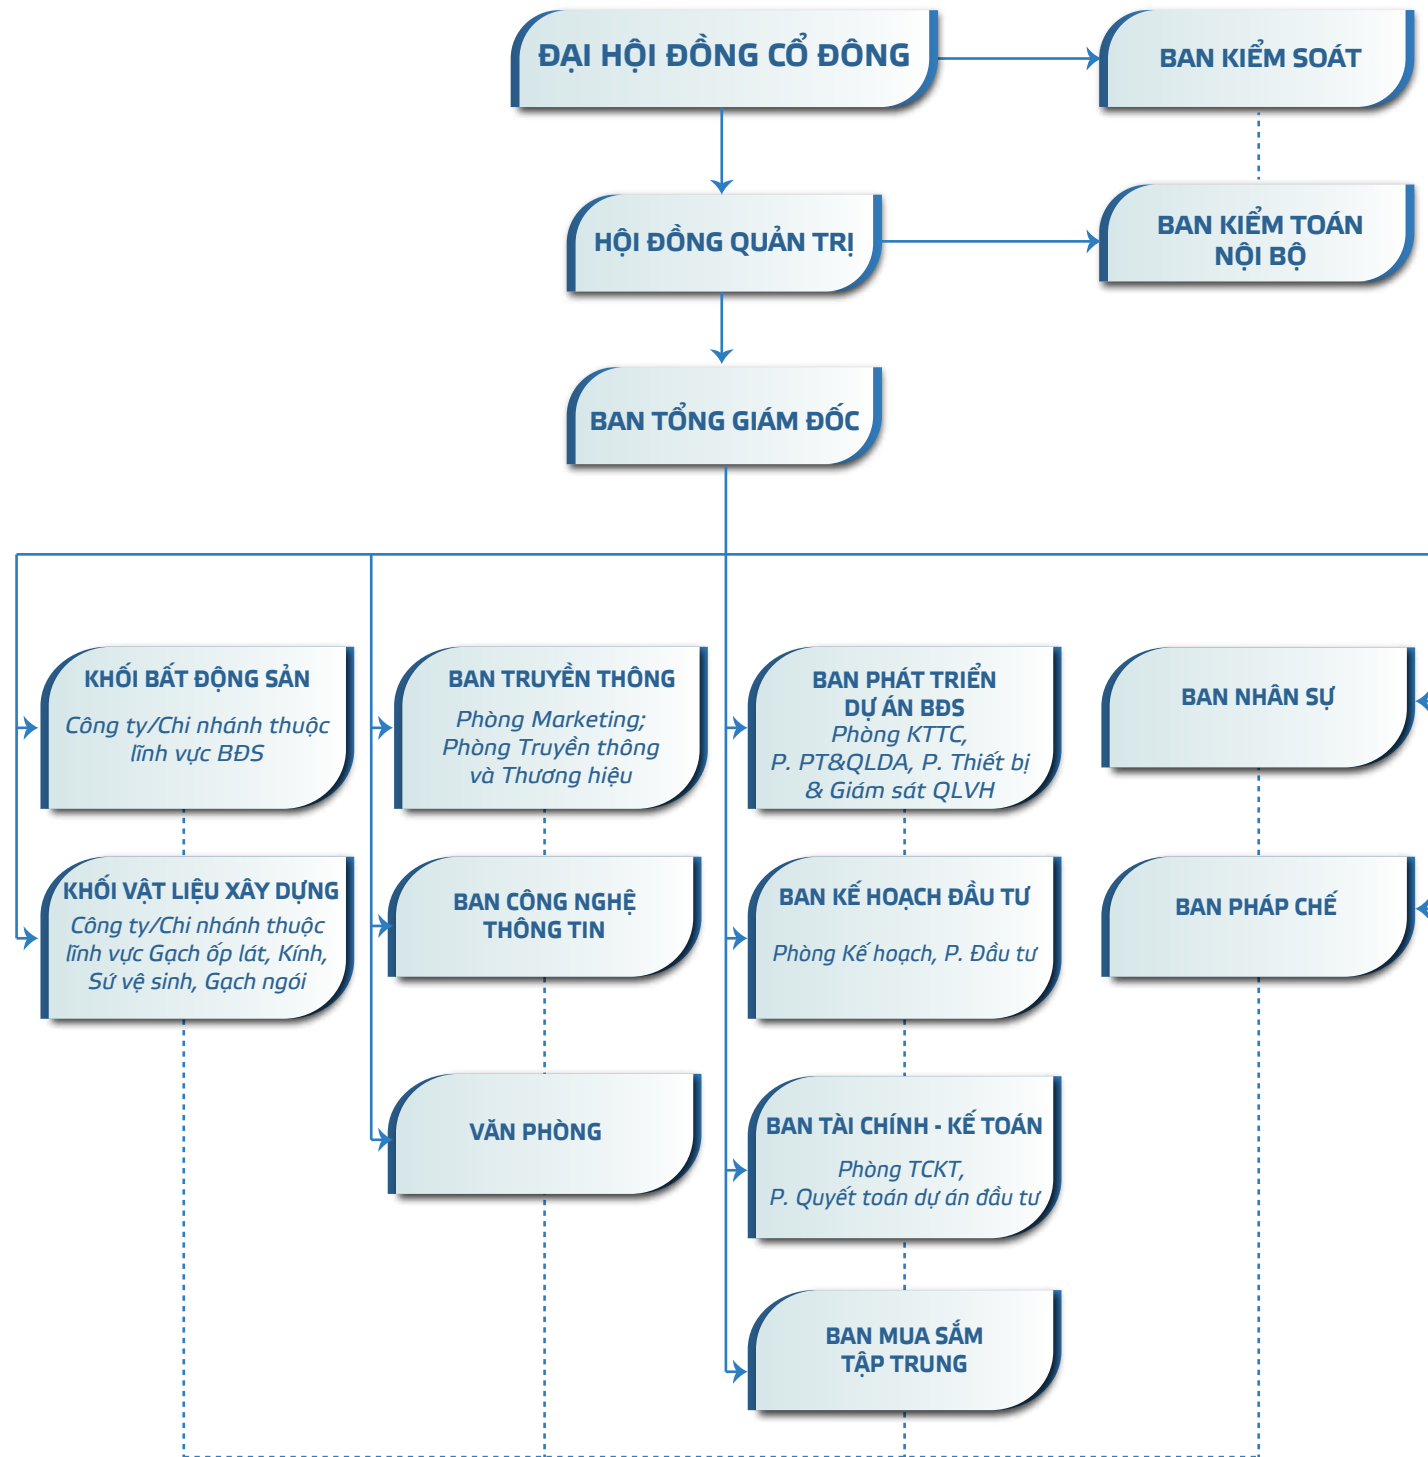 ĐẠI HỘI ĐỒNG CỔ ĐÔNG
BAN KIỂM SOÁT
HỘI ĐỒNG QUẢN TRỊ
BAN KIỂM TOÁN
NỘI BỘ
BAN TỔNG GIÁM ĐỐC
KHỐI BẤT ĐỘNG SẢN
Công ty/Chi nhánh thuộc
lĩnh vực BĐS
BAN TRUYỀN THÔNG
Phòng Marketing;
Phòng Truyền thông
và Thương hiệu
BAN PHÁT TRIỂN
DỰ ÁN BĐS
Phòng KTTC,
P. PT&QLDA, P. Thiết bị
& Giám sát QLVH
BAN NHÂN SỰ
KHỐI VẬT LIỆU XÂY DỰNG
Công ty/Chi nhánh thuộc
lĩnh vực Gạch ốp lát, Kính,
Sứ vệ sinh, Gạch ngói
BAN CÔNG NGHỆ
THÔNG TIN
BAN KẾ HOẠCH ĐẦU TƯ
Phòng Kế hoạch, P. Đầu tư
BAN PHÁP CHẾ
VĂN PHÒNG
BAN TÀI CHÍNH - KẾ TOÁN
Phòng TCKT,
P. Quyết toán dự án đầu tư
BAN MUA SẮM
TẬP TRUNG